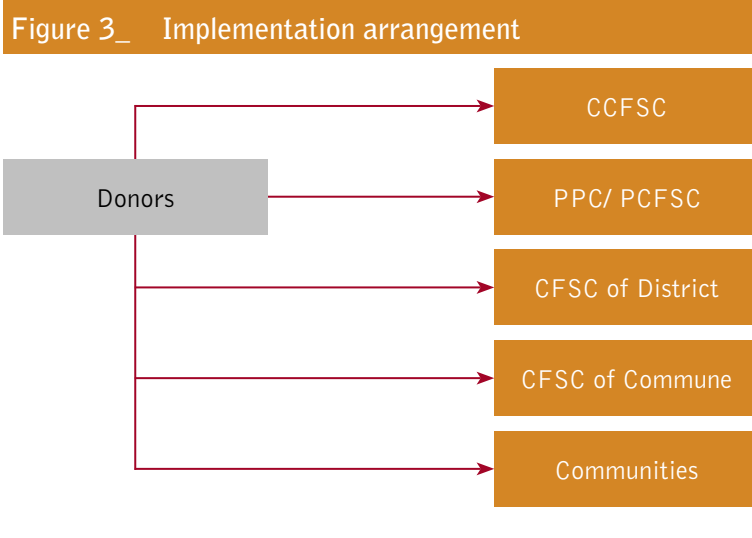 Figure 3_ Implementation arrangement
CCFSC
Donors
PPC/ PCFSC
CFSC of District
CFSC of Commune
Communities